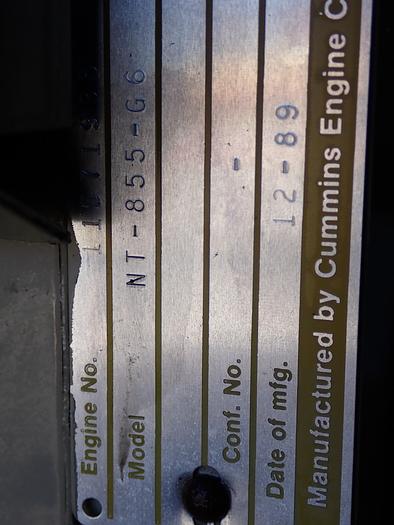 Engine No.
Model NT-855-G6
Conf. No. -
Date of mfg. 12-89
Manufactured by Cummins Engine C